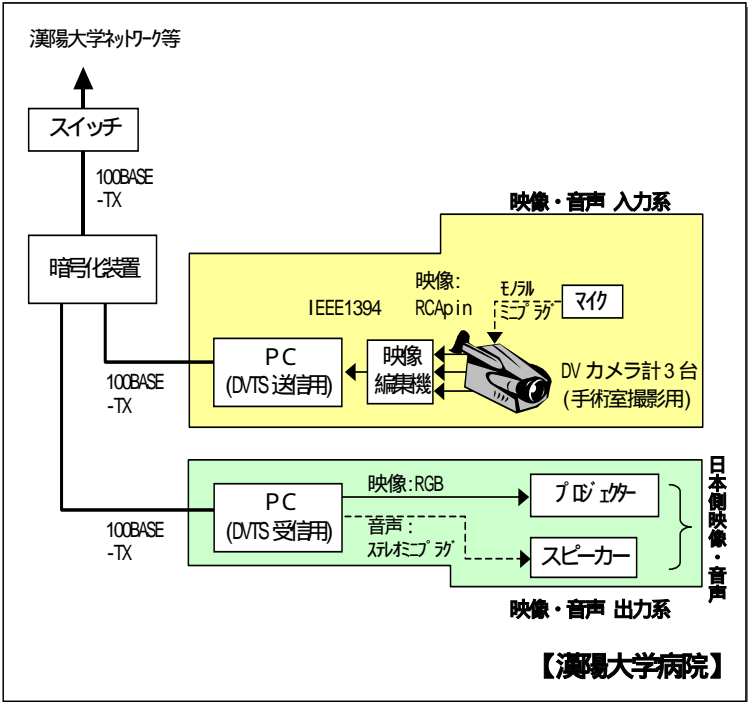 漢陽大学ネットワーク等
スイッチ
100BASE
-TX
暗号化装置
映像・音声 入力系
映像:
RCApin
IEEE1394
モノラル
ミニプラグ
マイク
PC
(DVTS送信用)
映像
編集機
DVカメラ計3台
(手術室撮影用)
100BASE
-TX
PC
(DVTS受信用)
映像:RGB
プロジェクター
音声:
ステレオミニプラグ
スピーカー
100BASE
-TX
日本側映像・音声
映像・音声 出力系
【漢陽大学病院】